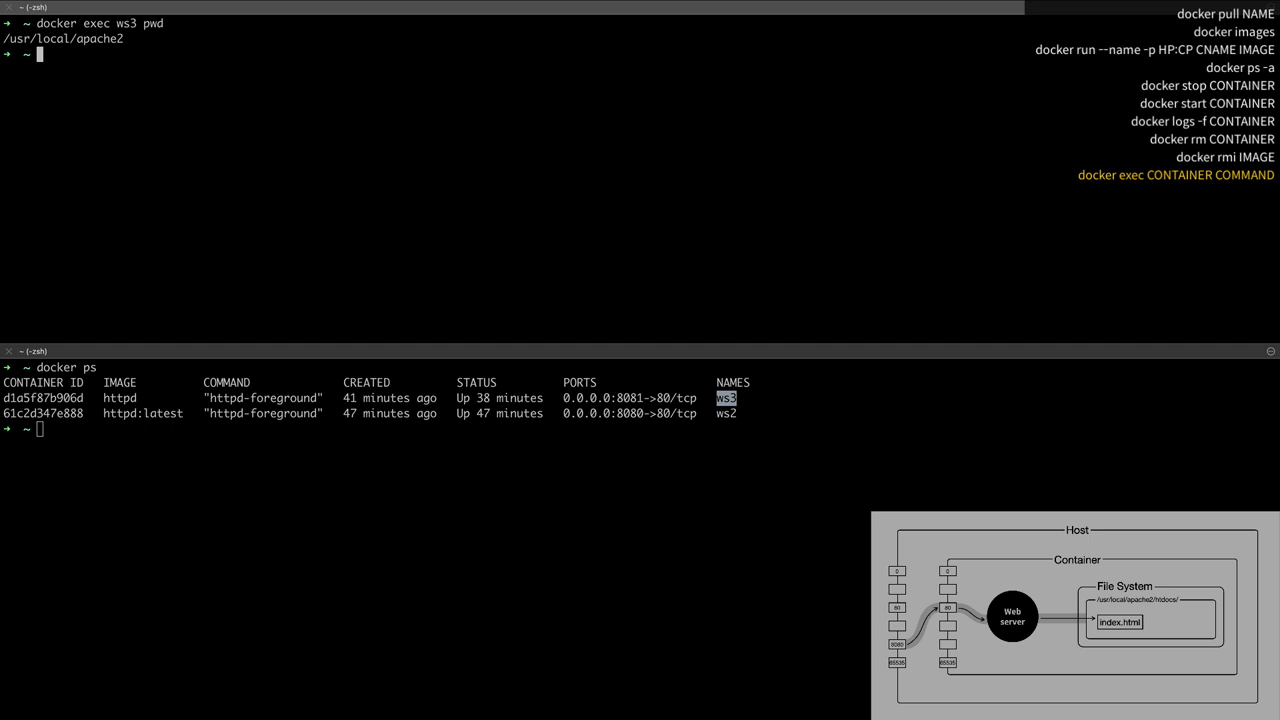 ~ (-zsh)
➜ ~ docker exec ws3 pwd
/usr/local/apache2
➜ ~
docker pull NAME
docker images
docker run --name -p HP:CP CNAME IMAGE
docker ps -a
docker stop CONTAINER
docker start CONTAINER
docker logs -f CONTAINER
docker rm CONTAINER
docker rmi IMAGE
docker exec CONTAINER COMMAND
~ (-zsh)
➜ ~ docker ps
CONTAINER ID IMAGE COMMAND CREATED STATUS PORTS NAMES
d1a5f87b906d httpd "httpd-foreground" 41 minutes ago Up 38 minutes 0.0.0.0:8081->80/tcp ws3
61c2d347e888 httpd:latest "httpd-foreground" 47 minutes ago Up 47 minutes 0.0.0.0:8080->80/tcp ws2
➜ ~
Host
Container
0 0
File System
/usr/local/apache2/htdocs/
80 80
Web
server
index.html
8080
65535 65535